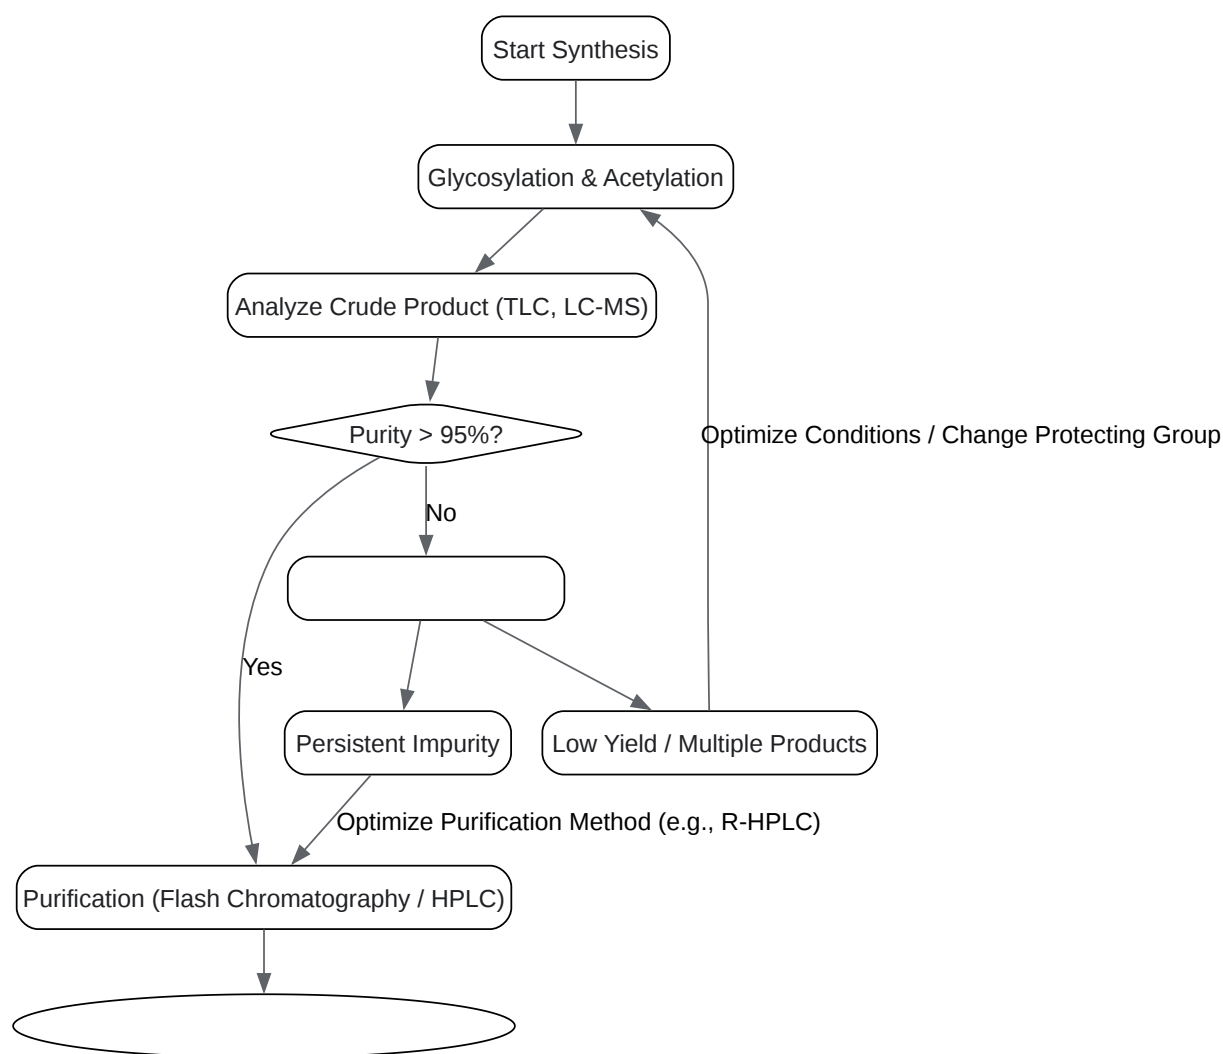 Start Synthesis
Glycosylation & Acetylation
Analyze Crude Product (TLC, LC-MS)
Purity > 95%?
Optimize Conditions / Change Protecting Group
No
Yes
Persistent Impurity
Low Yield / Multiple Products
Optimize Purification Method (e.g., R-HPLC)
Purification (Flash Chromatography / HPLC)